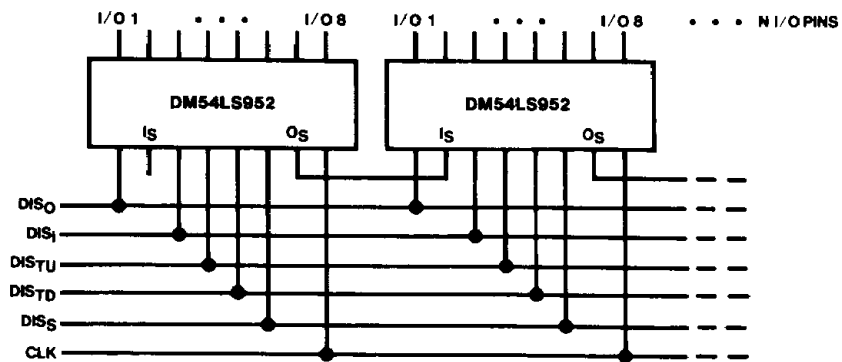 I/O 1 • • • I/O 8 I/O 1 • • • I/O 8 • • • N I/O PINS
DM54LS952 DM54LS952
IS OS IS OS
DISO
DISI
DISTU
DISTD
DISS
CLK